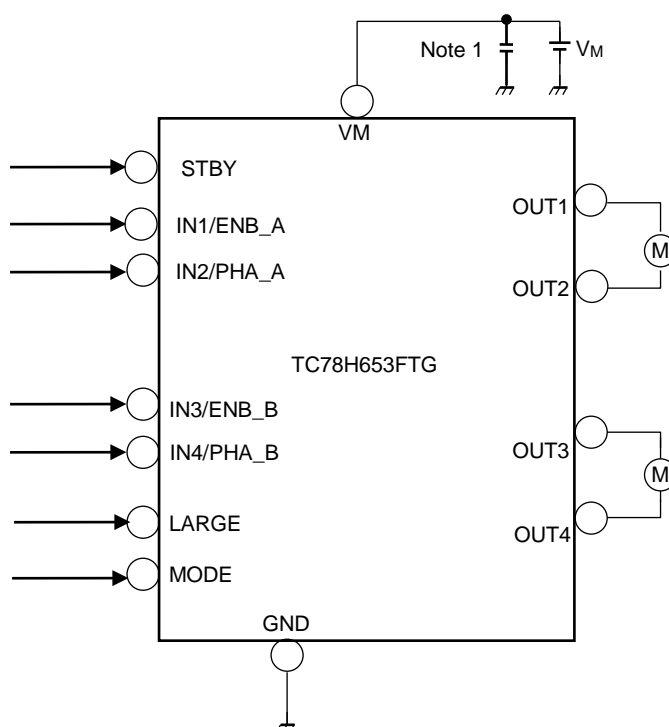 Note 1
VM
VM
STBY
OUT1
IN1/ENB_A
M
IN2/PHA_A
OUT2
TC78H653FTG
IN3/ENB_B
OUT3
IN4/PHA_B
M
LARGE
OUT4
MODE
GND